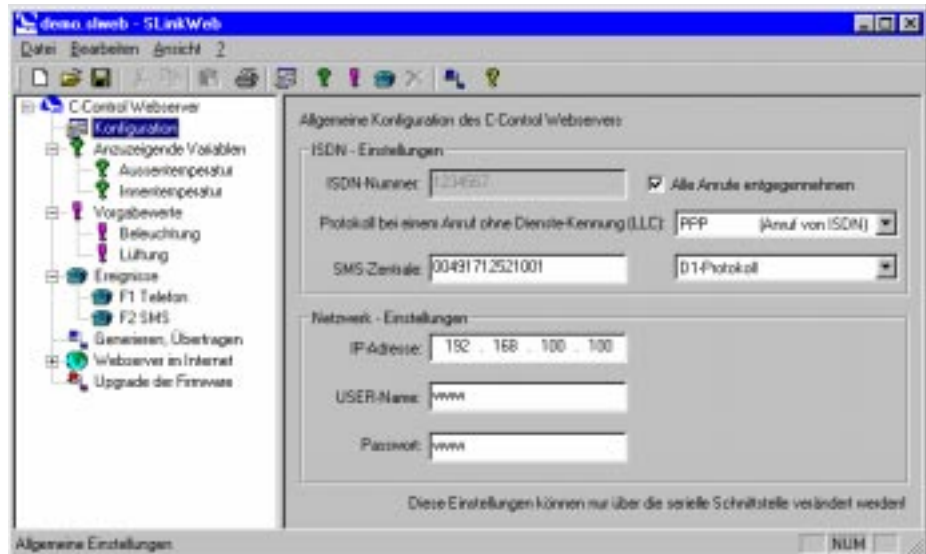 demo.slweb - SLinkWeb
Datei Bearbeiten Ansicht ?
C-Control Webserver
Konfiguration
Anzuzeigende Variablen
Aussentemperatur
Innentemperatur
Vorgabewerte
Beleuchtung
Lüftung
Ereignisse
F1 Telefon
F2 SMS
Generieren, Übertragen
Webserver im Internet
Upgrade der Firmware
Allgemeine Konfiguration des C-Control Webservers
ISDN - Einstellungen
ISDN-Nummer: 1234567
Alle Anrufe entgegennehmen
Protokoll bei einem Anruf ohne Dienste-Kennung (LLC): PPP (Anruf von ISDN)
SMS-Zentrale: 00491712521001 D1-Protokoll
Netzwerk - Einstellungen
IP-Adresse: 192 . 168 . 100 . 100
USER-Name:
Passwort:
Diese Einstellungen können nur über die serielle Schnittstelle verändert werden!
Allgemeine Einstellungen
NUM